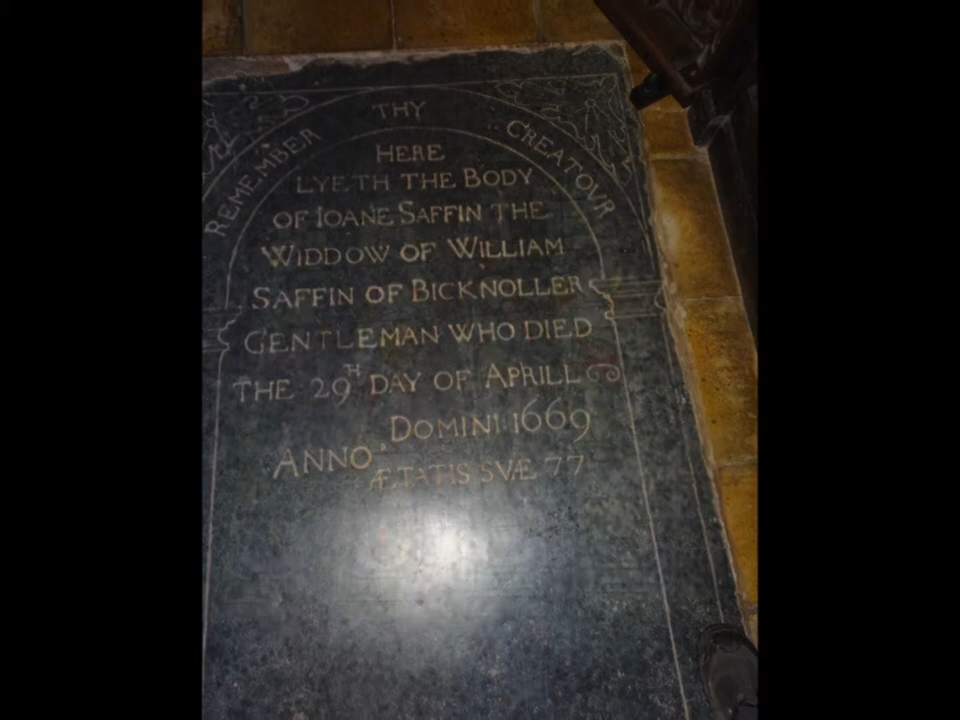 REMEMBER THY CREATOVR
HERE
LYETH THE BODY
OF IOANE SAFFIN THE
WIDDOW OF WILLIAM
SAFFIN OF BICKNOLLER
GENTLEMAN WHO DIED
THE 29TH DAY OF APRILL
ANNO DOMINI 1669
ÆTATIS SVÆ 77